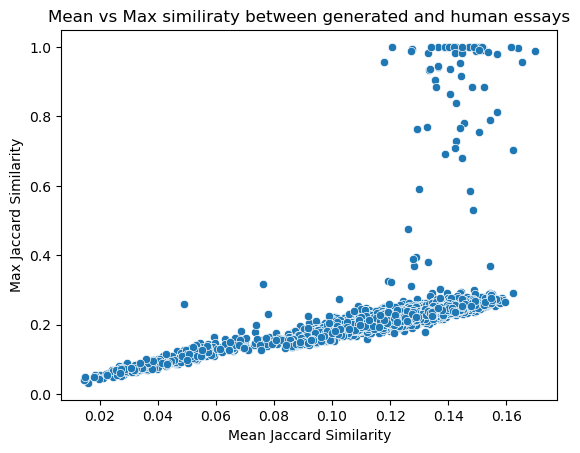 Mean vs Max similiraty between generated and human essays
1.0
0.8
0.6
0.4
0.2
0.0
Max Jaccard Similarity
0.02 0.04 0.06 0.08 0.10 0.12 0.14 0.16
Mean Jaccard Similarity